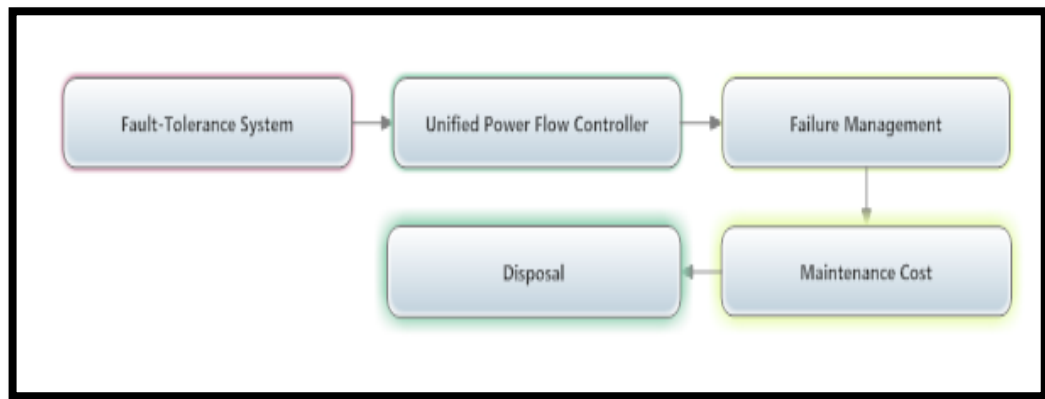 Fault-Tolerance System
Unified Power Flow Controller
Failure Management
Maintenance Cost
Disposal